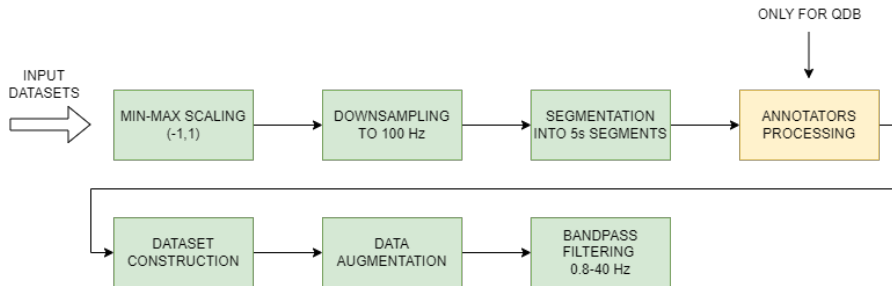 ONLY FOR QDB
INPUT
DATASETS
MIN-MAX SCALING
(-1,1)
DOWNSAMPLING
TO 100 Hz
SEGMENTATION
INTO 5s SEGMENTS
ANNOTATORS
PROCESSING
DATASET
CONSTRUCTION
DATA
AUGMENTATION
BANDPASS
FILTERING
0.8-40 Hz